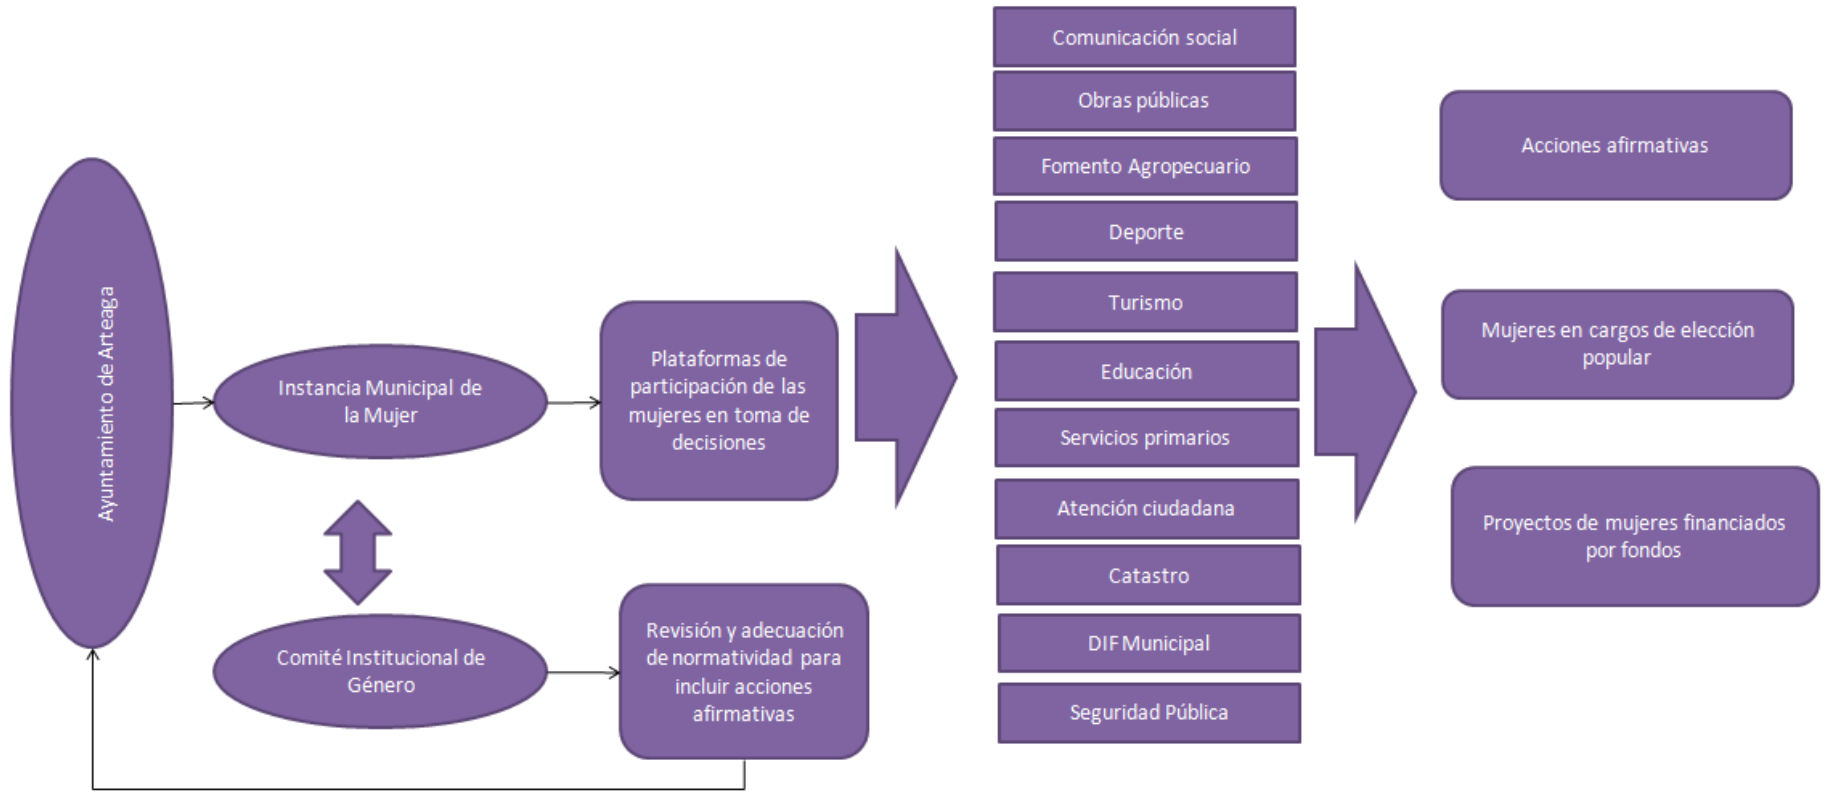 Ayuntamiento de Arteaga
Instancia Municipal de
la Mujer
Comité Institucional de
Género
Plataformas de
participación de las
mujeres en toma de
decisiones
Revisión y adecuación
de normatividad para
incluir acciones
afirmativas
Comunicación social
Obras públicas
Fomento Agropecuario
Deporte
Turismo
Educación
Servicios primarios
Atención ciudadana
Catastro
DIF Municipal
Seguridad Pública
Acciones afirmativas
Mujeres en cargos de elección
popular
Proyectos de mujeres financiados
por fondos